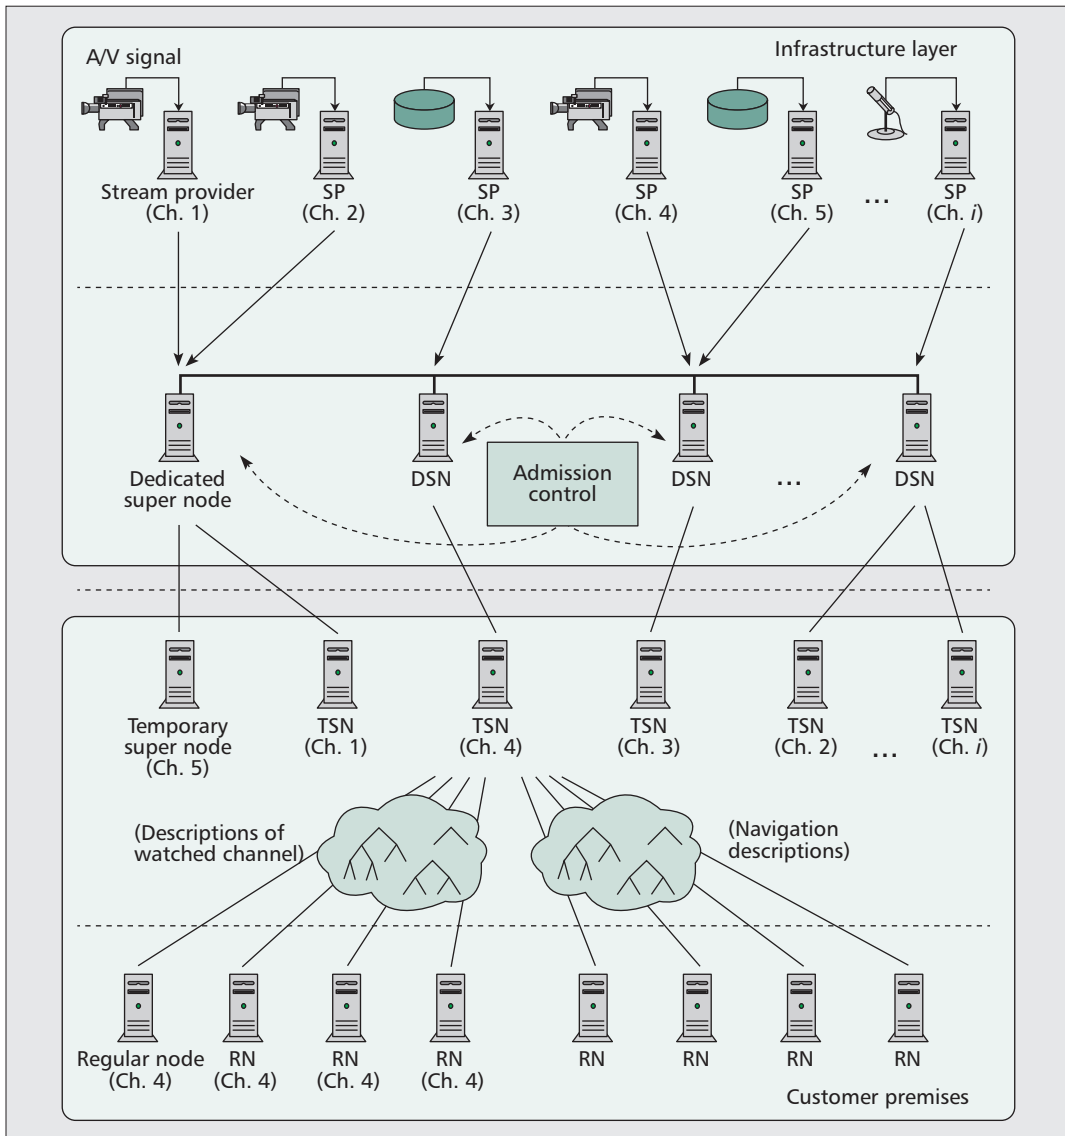 A/V signal
Infrastructure layer
Stream provider
(Ch. 1)
SP
(Ch. 2)
SP
(Ch. 3)
SP
(Ch. 4)
SP
(Ch. 5)
...
SP
(Ch. i)
Dedicated
super node
DSN
Admission
control
DSN
...
DSN
Temporary
super node
(Ch. 5)
TSN
(Ch. 1)
TSN
(Ch. 4)
TSN
(Ch. 3)
TSN
(Ch. 2)
...
TSN
(Ch. i)
(Descriptions of
watched channel)
(Navigation
descriptions)
Regular node
(Ch. 4)
RN
(Ch. 4)
RN
(Ch. 4)
RN
(Ch. 4)
RN
RN
RN
RN
Customer premises